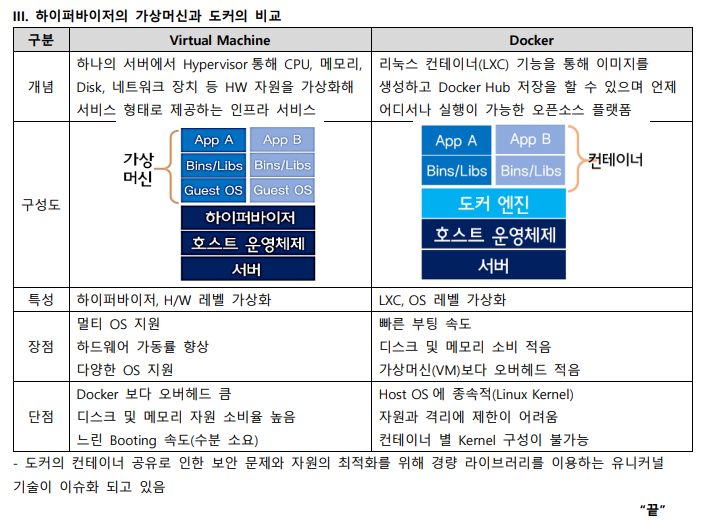 III. 하이퍼바이저의 가상머신과 도커의 비교
구분
Virtual Machine
Docker
개념
하나의 서버에서 Hypervisor통해 CPU, 메모리,
Disk, 네트워크 장치 등 HW 자원을 가상화해
서비스 형태로 제공하는 인프라 서비스
리눅스 컨테이너(LXC) 기능을 통해 이미지를
생성하고 Docker Hub 저장을 할 수 있으며 언제
어디서나 실행이 가능한 오픈소스 플랫폼
구성도
가상
머신
App A
App B
Bins/Libs
Bins/Libs
Guest OS
Guest OS
하이퍼바이저
호스트 운영체제
서버
App A
App B
Bins/Libs
Bins/Libs
컨테이너
도커 엔진
호스트 운영체제
서버
특성
하이퍼바이저, H/W 레벨 가상화
LXC, OS 레벨 가상화
장점
멀티 OS 지원
하드웨어 가동률 향상
다양한 OS 지원
빠른 부팅 속도
디스크 및 메모리 소비 적음
가상머신(VM)보다 오버헤드 적음
단점
Docker 보다 오버헤드 큼
디스크 및 메모리 자원 소비율 높음
느린 Booting 속도(수분 소요)
Host OS에 종속적(Linux Kernel)
자원과 격리에 제한이 어려움
컨테이너 별 Kernel 구성이 불가능
- 도커의 컨테이너 공유로 인한 보안 문제와 자원의 최적화를 위해 경량 라이브러리를 이용하는 유니커널
기술이 이슈화 되고 있음
“끝”